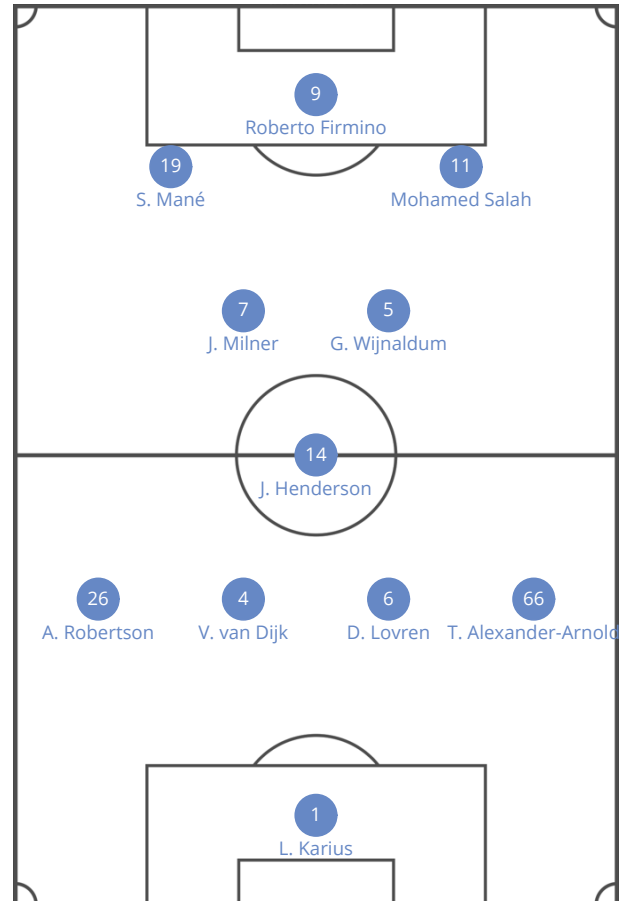 9
Roberto Firmino
19
S. Mané
11
Mohamed Salah
7
J. Milner
5
G. Wijnaldum
14
J. Henderson
26
A. Robertson
4
V. van Dijk
6
D. Lovren
66
T. Alexander-Arnold
1
L. Karius